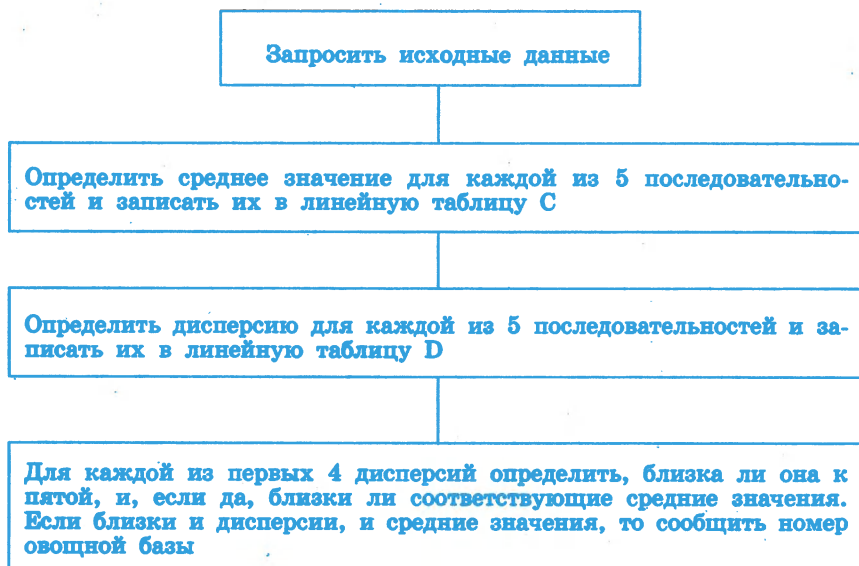 Запросить исходные данные
Определить среднее значение для каждой из 5 последовательно-
стей и записать их в линейную таблицу C
Определить дисперсию для каждой из 5 последовательностей и за-
писать их в линейную таблицу D
Для каждой из первых 4 дисперсий определить, близка ли она к
пятой, и, если да, близки ли соответствующие средние значения.
Если близки и дисперсии, и средние значения, то сообщить номер
овощной базы